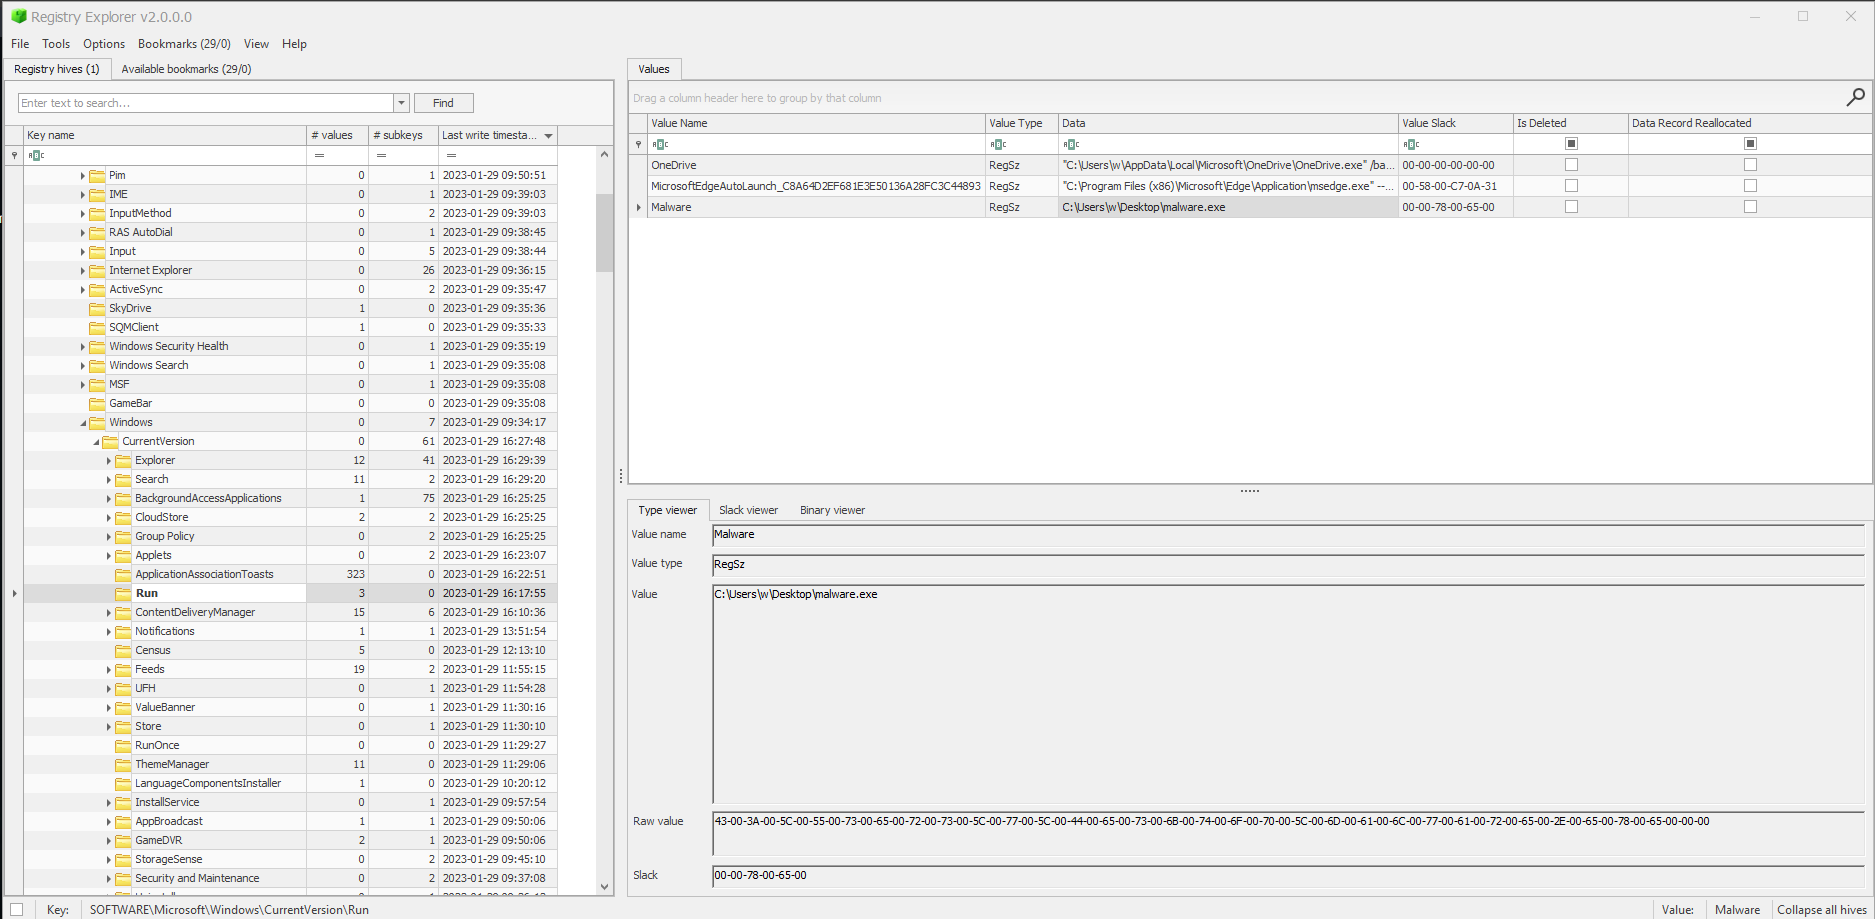 Registry Explorer v2.0.0.0
File Tools Options Bookmarks (29/0) View Help
Registry hives (1) Available bookmarks (29/0)
Enter text to search... Find
Key name # values # subkeys Last write timesta...
ABC = = =
Pim 0 1 2023-01-29 09:50:51
IME 0 1 2023-01-29 09:39:03
InputMethod 0 2 2023-01-29 09:39:03
RAS AutoDial 0 1 2023-01-29 09:38:45
Input 0 5 2023-01-29 09:38:44
Internet Explorer 0 26 2023-01-29 09:36:15
ActiveSync 0 2 2023-01-29 09:35:47
SkyDrive 1 0 2023-01-29 09:35:36
SQMClient 1 0 2023-01-29 09:35:33
Windows Security Health 0 1 2023-01-29 09:35:19
Windows Search 0 1 2023-01-29 09:35:08
MSF 0 1 2023-01-29 09:35:08
GameBar 0 0 2023-01-29 09:35:08
Windows 0 7 2023-01-29 09:34:17
CurrentVersion 0 61 2023-01-29 16:27:48
Explorer 12 41 2023-01-29 16:29:39
Search 11 2 2023-01-29 16:29:20
BackgroundAccessApplications 1 75 2023-01-29 16:25:25
CloudStore 2 2 2023-01-29 16:25:25
Group Policy 0 2 2023-01-29 16:25:25
Applets 0 2 2023-01-29 16:23:07
ApplicationAssociationToasts 323 0 2023-01-29 16:22:51
Run 3 0 2023-01-29 16:17:55
ContentDeliveryManager 15 6 2023-01-29 16:10:36
Notifications 1 1 2023-01-29 13:51:54
Census 5 0 2023-01-29 12:13:10
Feeds 19 2 2023-01-29 11:55:15
UFH 0 1 2023-01-29 11:54:28
ValueBanner 0 1 2023-01-29 11:30:16
Store 0 1 2023-01-29 11:30:10
RunOnce 0 0 2023-01-29 11:29:27
ThemeManager 11 0 2023-01-29 11:29:06
LanguageComponentsInstaller 1 0 2023-01-29 10:20:12
InstallService 0 1 2023-01-29 09:57:54
AppBroadcast 1 1 2023-01-29 09:50:06
GameDVR 2 1 2023-01-29 09:50:06
StorageSense 0 2 2023-01-29 09:45:10
Security and Maintenance 0 2 2023-01-29 09:37:08
Values
Drag a column header here to group by that column
Value Name Value Type Data Value Slack Is Deleted Data Record Reallocated
ABC ABC ABC ABC
OneDrive RegSz "C:\Users\w\AppData\Local\Microsoft\OneDrive\OneDrive.exe" /ba... 00-00-00-00-00-00
MicrosoftEdgeAutoLaunch_C8A64D2EF681E3E50136A28FC3C44893 RegSz "C:\Program Files (x86)\Microsoft\Edge\Application\msedge.exe" --... 00-58-00-C7-0A-31
Malware RegSz C:\Users\w\Desktop\malware.exe 00-00-78-00-65-00
Type viewer Slack viewer Binary viewer
Value name Malware
Value type RegSz
Value C:\Users\w\Desktop\malware.exe
Raw value 43-00-3A-00-5C-00-55-00-73-00-65-00-72-00-73-00-5C-00-77-00-5C-00-44-00-65-00-73-00-6B-00-74-00-6F-00-70-00-5C-00-6D-00-61-00-6C-00-77-00-61-00-72-00-65-00-2E-00-65-00-78-00-65-00-00-00
Slack 00-00-78-00-65-00
Key: SOFTWARE\Microsoft\Windows\CurrentVersion\Run Value: Malware Collapse all hives